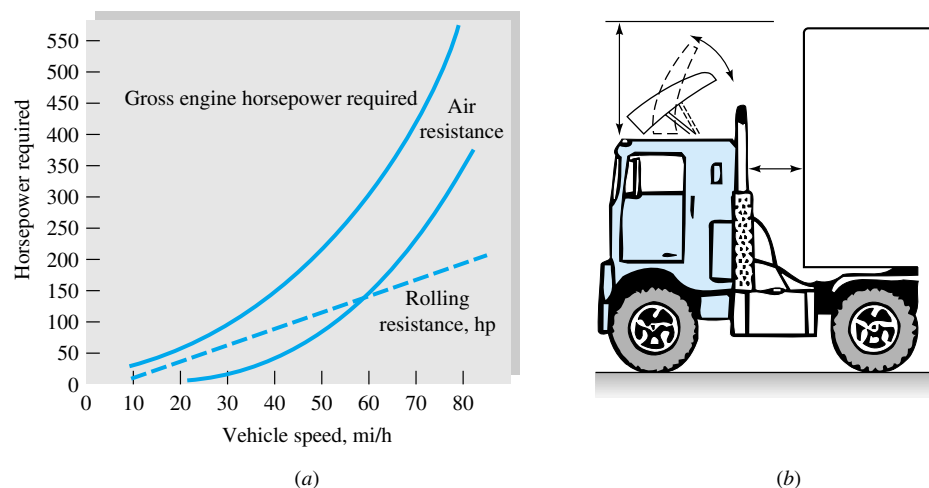 Horsepower required
550
500
450
400
350
300
250
200
150
100
50
0
Gross engine horsepower required
Air
resistance
Rolling
resistance, hp
0 10 20 30 40 50 60 70 80
Vehicle speed, mi/h
(a)
(b)